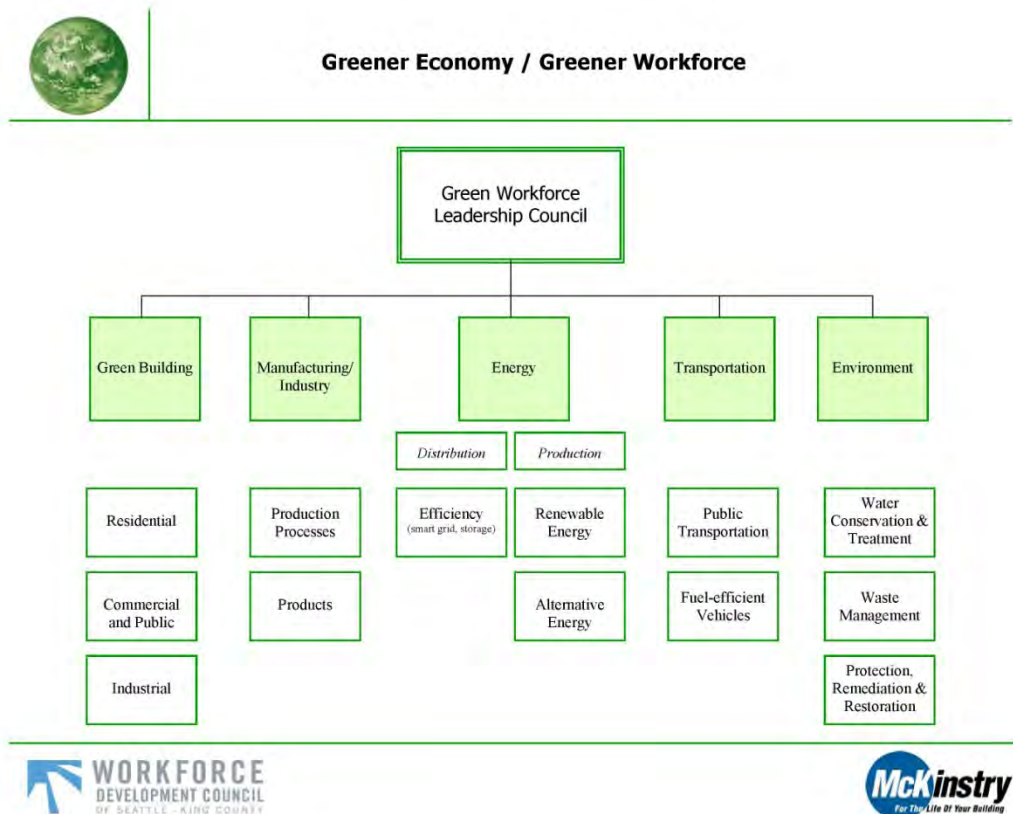 Greener Economy / Greener Workforce
Green Workforce
Leadership Council
Green Building
Manufacturing/
Industry
Energy
Transportation
Environment
Distribution
Production
Residential
Production
Processes
Efficiency
(smart grid, storage)
Renewable
Energy
Public
Transportation
Water
Conservation &
Treatment
Commercial
and Public
Products
Alternative
Energy
Fuel-efficient
Vehicles
Waste
Management
Industrial
Protection,
Remediation &
Restoration
WORKFORCE
DEVELOPMENT COUNCIL
OF SEATTLE - KING COUNTY
McKinstry
For The Life Of Your Building